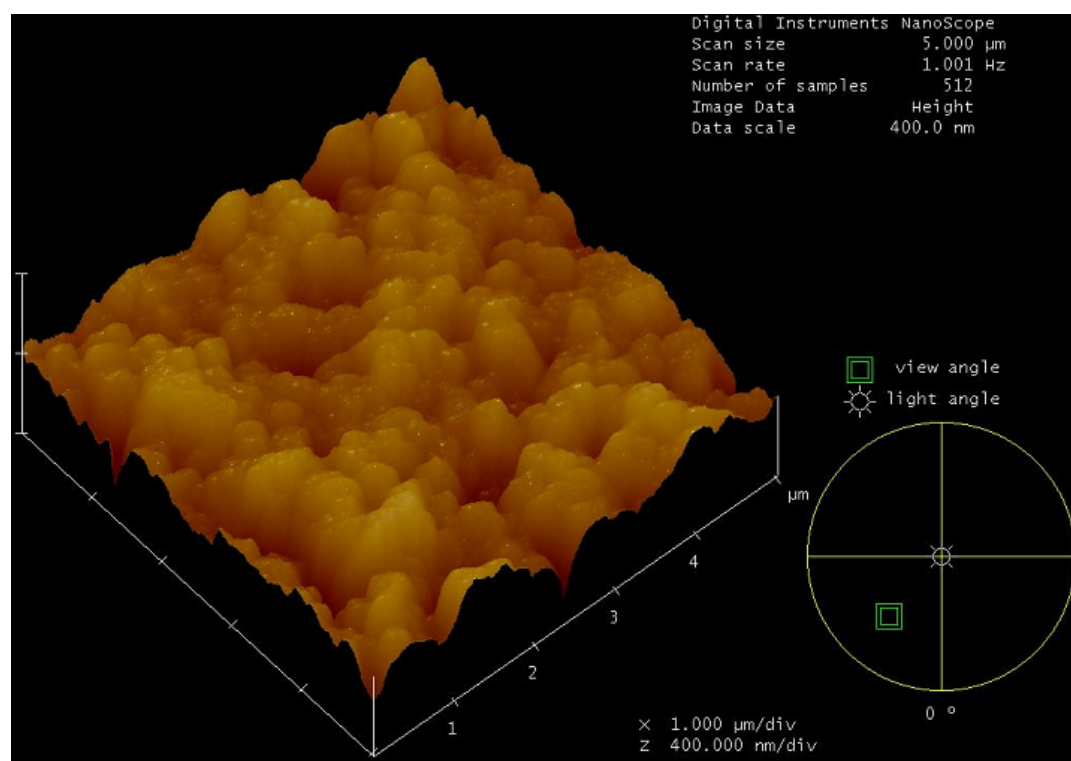 Digital Instruments NanoScope
Scan size 5.000 µm
Scan rate 1.001 Hz
Number of samples 512
Image Data Height
Data scale 400.0 nm
view angle
light angle
µm
4
3
2
1
X 1.000 µm/div
Z 400.000 nm/div
0 º